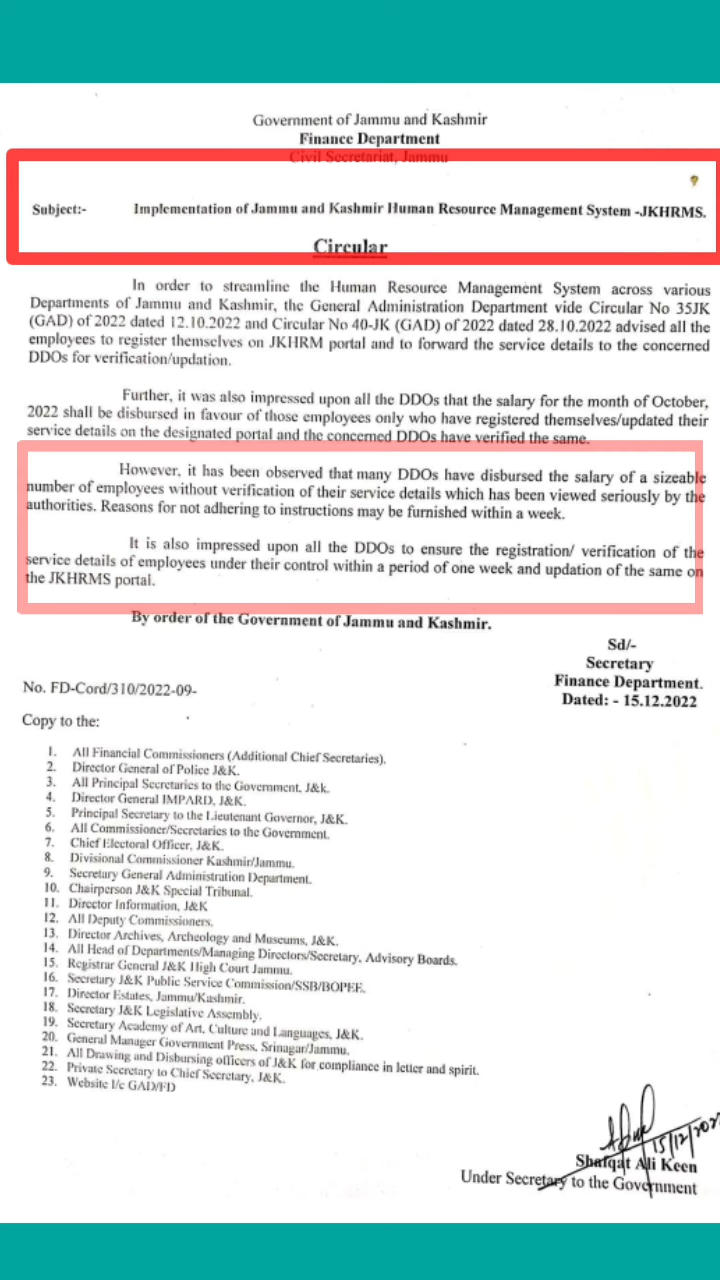 Government of Jammu and Kashmir
Finance Department
Civil Secretariat, Jammu
Subject:- Implementation of Jammu and Kashmir Human Resource Management System -JKHRMS.
Circular
In order to streamline the Human Resource Management System across various
Departments of Jammu and Kashmir, the General Administration Department vide Circular No 35JK
(GAD) of 2022 dated 12.10.2022 and Circular No 40-JK (GAD) of 2022 dated 28.10.2022 advised all the
employees to register themselves on JKHRM portal and to forward the service details to the concerned
DDOs for verification/updation.
Further, it was also impressed upon all the DDOs that the salary for the month of October,
2022 shall be disbursed in favour of those employees only who have registered themselves/updated their
service details on the designated portal and the concerned DDOs have verified the same.
However, it has been observed that many DDOs have disbursed the salary of a sizeable
number of employees without verification of their service details which has been viewed seriously by the
authorities. Reasons for not adhering to instructions may be furnished within a week.
It is also impressed upon all the DDOs to ensure the registration/ verification of the
service details of employees under their control within a period of one week and updation of the same on
the JKHRMS portal.
By order of the Government of Jammu and Kashmir.
Sd/-
Secretary
Finance Department.
No. FD-Cord/310/2022-09-
Dated: - 15.12.2022
Copy to the:
1. All Financial Commissioners (Additional Chief Secretaries).
2. Director General of Police J&K.
3. All Principal Secretaries to the Government, J&k.
4. Director General IMPARD, J&K.
5. Principal Secretary to the Lieutenant Governor, J&K.
6. All Commissioner/Secretaries to the Government.
7. Chief Electoral Officer, J&K.
8. Divisional Commissioner Kashmir/Jammu.
9. Secretary General Administration Department.
10. Chairperson J&K Special Tribunal.
11. Director Information, J&K
12. All Deputy Commissioners.
13. Director Archives, Archeology and Museums, J&K.
14. All Head of Departments/Managing Directors/Secretary, Advisory Boards.
15. Registrar General J&K High Court Jammu.
16. Secretary J&K Public Service Commission/SSB/BOPEE.
17. Director Estates, Jammu/Kashmir.
18. Secretary J&K Legislative Assembly.
19. Secretary Academy of Art, Culture and Languages, J&K.
20. General Manager Government Press, Srinagar/Jammu.
21. All Drawing and Disbursing officers of J&K for compliance in letter and spirit.
22. Private Secretary to Chief Secretary, J&K.
23. Website I/c GAD/FD
15/12/202
Shafqat Ali Keen
Under Secretary to the Government